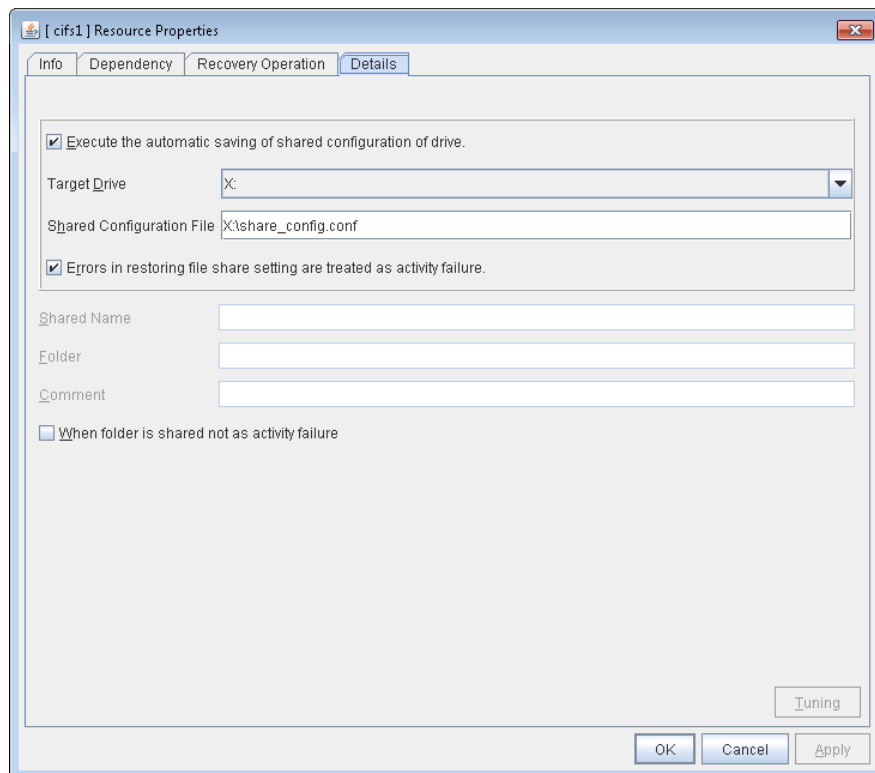 [ cifs1 ] Resource Properties
Info Dependency Recovery Operation Details
Execute the automatic saving of shared configuration of drive.
Target Drive X:
Shared Configuration File X:\share_config.conf
Errors in restoring file share setting are treated as activity failure.
Shared Name
Folder
Comment
When folder is shared not as activity failure
Tuning
OK Cancel Apply